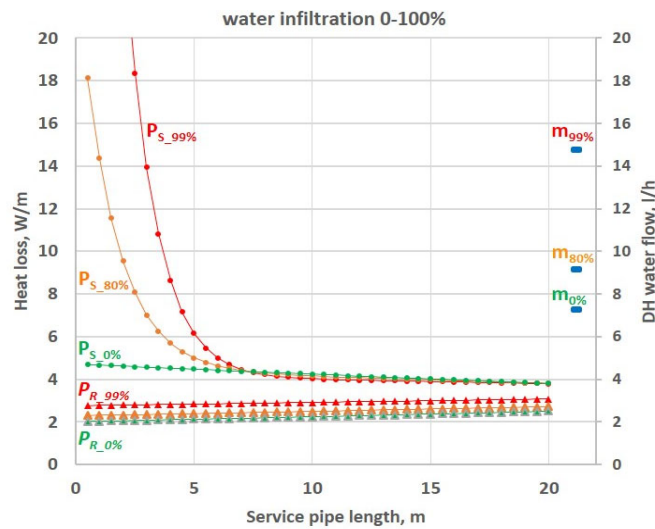 water infiltration 0-100%
20
18
16
14
12
10
8
6
4
2
0
Heat loss, W/m
P_S_99%
P_S_80%
P_S_0%
P_R_99%
P_R_0%
m_99%
m_80%
m_0%
20
18
16
14
12
10
8
6
4
2
0
DH water flow, l/h
0 5 10 15 20
Service pipe length, m